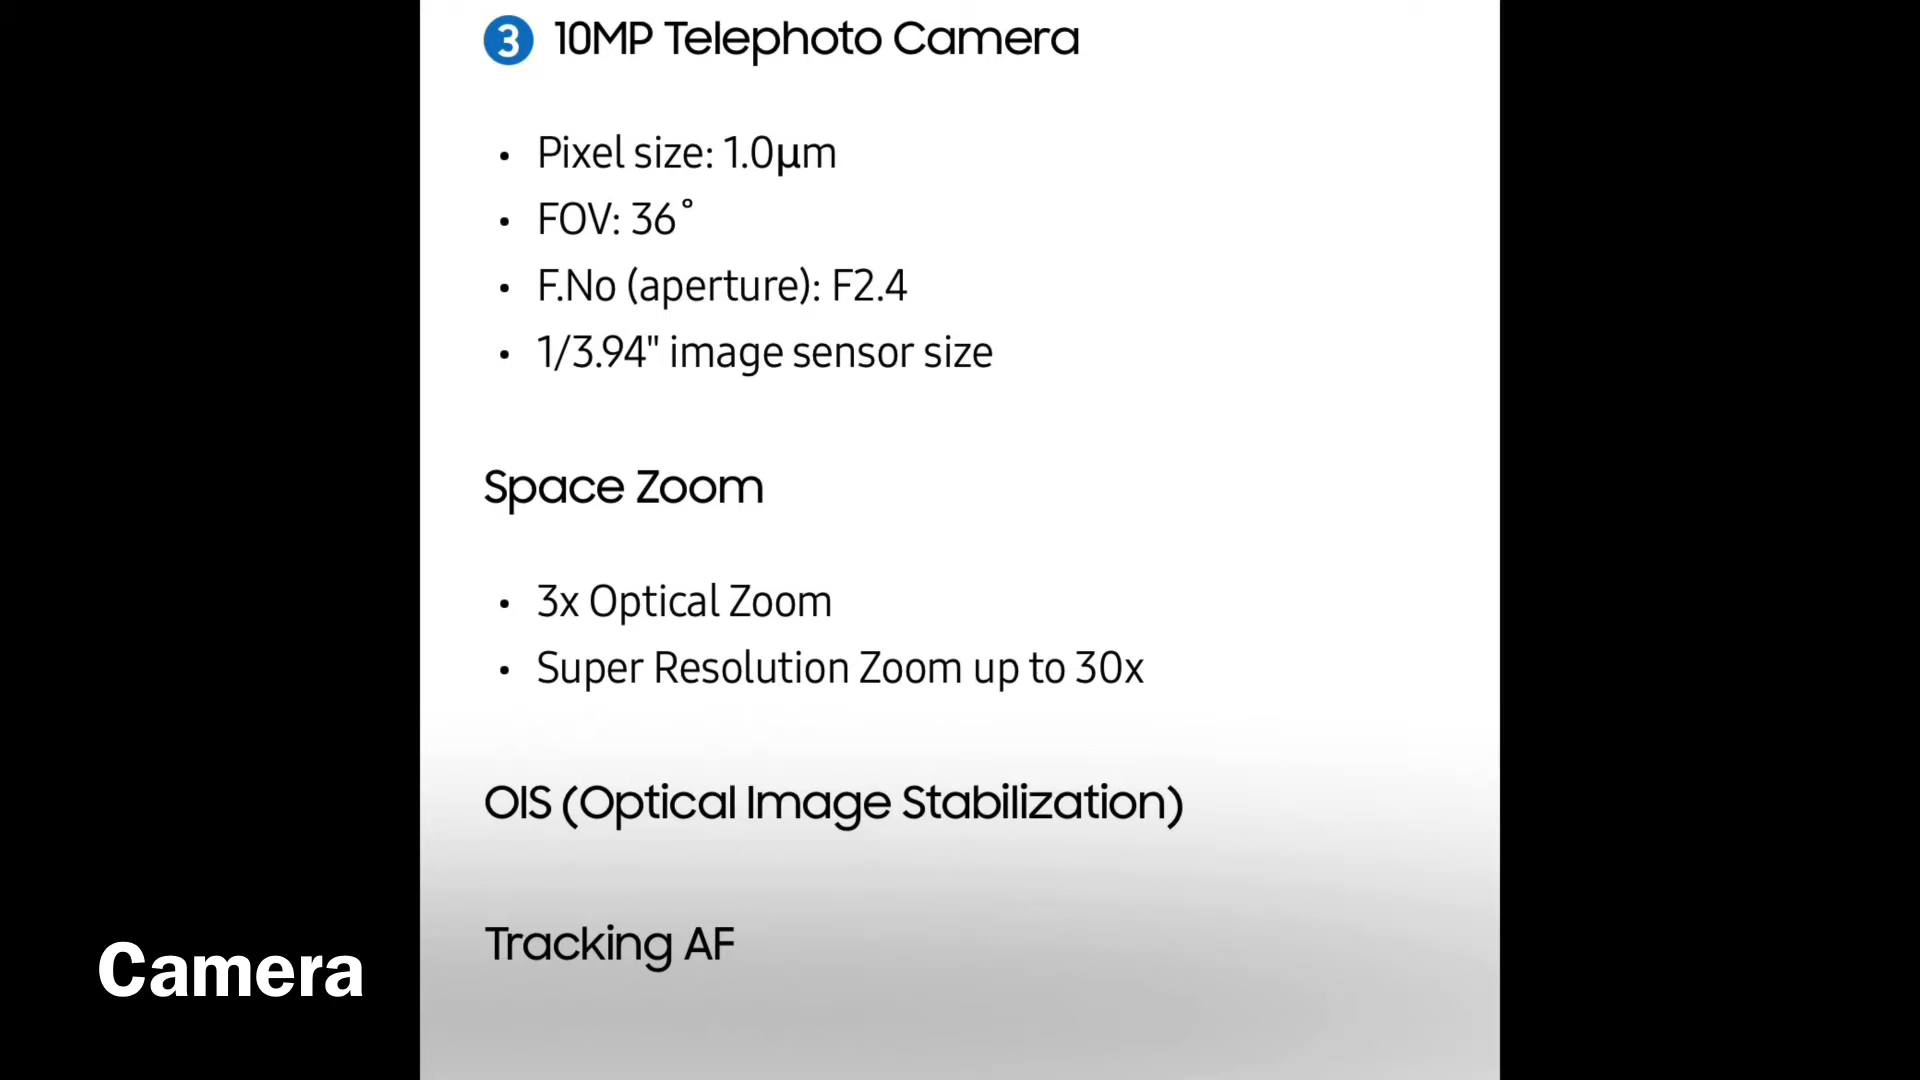 3 10MP Telephoto Camera
• Pixel size: 1.0μm
• FOV: 36˚
• F.No (aperture): F2.4
• 1/3.94" image sensor size
Space Zoom
• 3x Optical Zoom
• Super Resolution Zoom up to 30x
OIS (Optical Image Stabilization)
Tracking AF
Camera